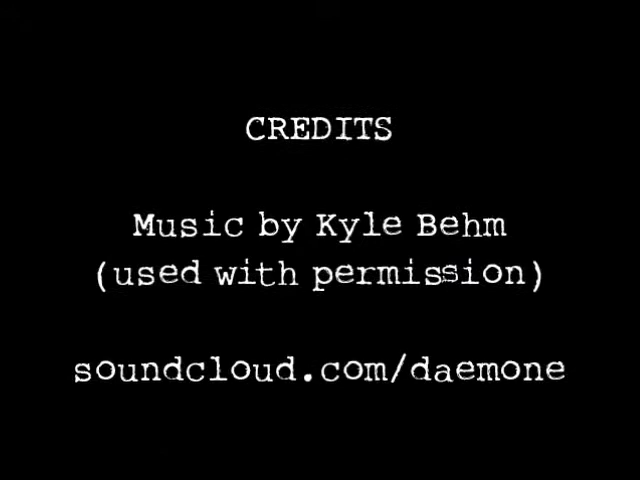 CREDITS
Music by Kyle Behm
(used with permission)
soundcloud.com/daemone